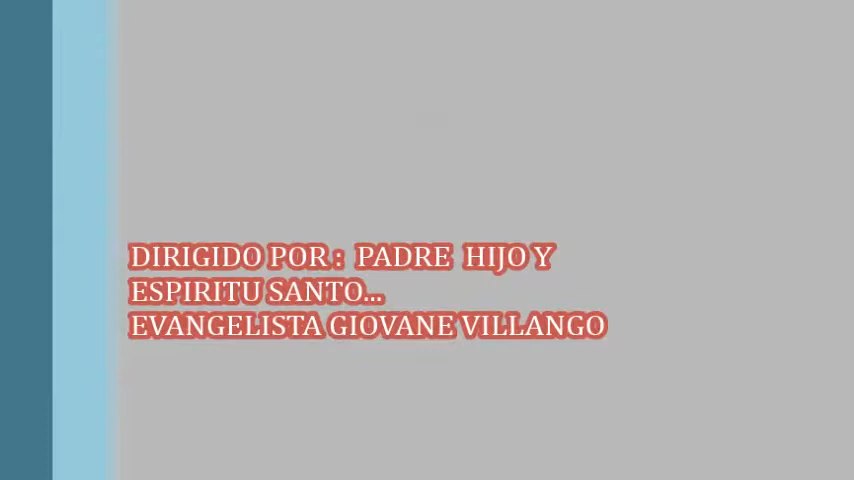 DIRIGIDO POR :  PADRE  HIJO Y
ESPIRITU SANTO...
EVANGELISTA GIOVANE VILLANGO